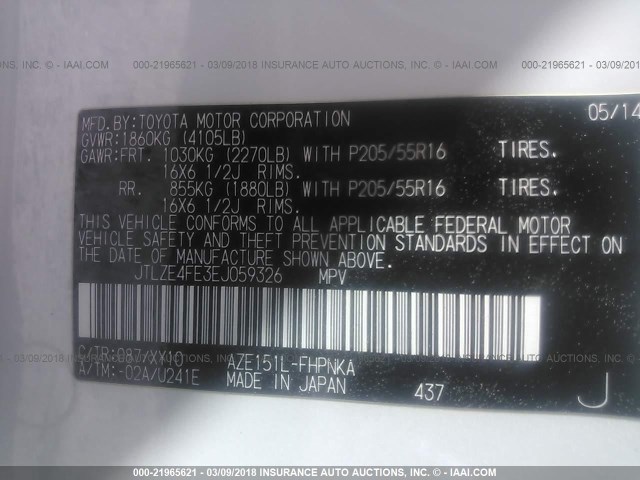 000-21965621 - 03/09/2018 INSURANCE AUTO AUCTIONS, INC. © - IAAI.COM
MFD.BY:TOYOTA MOTOR CORPORATION 05/14
GVWR:1860KG (4105LB)
GAWR:FRT. 1030KG (2270LB) WITH P205/55R16 TIRES.
16X6 1/2J RIMS.
RR. 855KG (1880LB) WITH P205/55R16 TIRES.
16X6 1/2J RIMS.
THIS VEHICLE CONFORMS TO ALL APPLICABLE FEDERAL MOTOR
VEHICLE SAFETY AND THEFT PREVENTION STANDARDS IN EFFECT ON
THE DATE OF MANUFACTURE SHOWN ABOVE.
JTLZE4FE3EJ059326 MPV
C/TR:
A/TM:-02A/U241E
AZE151L-FHPNKA
MADE IN JAPAN 437 J
000-21965621 - 03/09/2018 INSURANCE AUTO AUCTIONS, INC. © - IAAI.COM
000-21965621 - 03/09/2018 INSURANCE AUTO AUCTIONS, INC. © - IAAI.COM